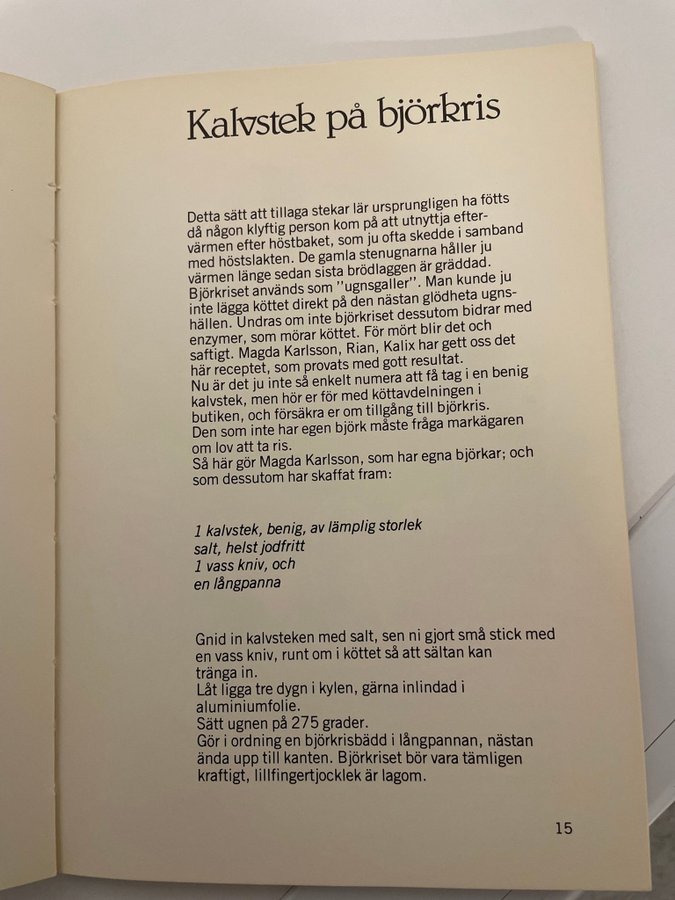 Kalvstek på björkris
Detta sätt att tillaga stekar lär ursprungligen ha fötts
då någon klyftig person kom på att utnyttja efter-
värmen efter höstbaket, som ju ofta skedde i samband
med höstslakten. De gamla stenugnarna håller ju
värmen länge sedan sista brödlaggen är gräddad.
Björkriset används som "ugnsgaller". Man kunde ju
inte lägga köttet direkt på den nästan glödheta ugns-
hällen. Undras om inte björkriset dessutom bidrar med
enzymer, som mörar köttet. För mört blir det och
saftigt. Magda Karlsson, Rian, Kalix har gett oss det
här receptet, som provats med gott resultat.
Nu är det ju inte så enkelt numera att få tag i en benig
kalvstek, men hör er för med köttavdelningen i
butiken, och försäkra er om tillgång till björkris.
Den som inte har egen björk måste fråga markägaren
om lov att ta ris.
Så här gör Magda Karlsson, som har egna björkar; och
som dessutom har skaffat fram:
1 kalvstek, benig, av lämplig storlek
salt, helst jodfritt
1 vass kniv, och
en långpanna
Gnid in kalvsteken med salt, sen ni gjort små stick med
en vass kniv, runt om i köttet så att sältan kan
tränga in.
Låt ligga tre dygn i kylen, gärna inlindad i
aluminiumfolie.
Sätt ugnen på 275 grader.
Gör i ordning en björkrisbädd i långpannan, nästan
ända upp till kanten. Björkriset bör vara tämligen
kraftigt, lillfingertjocklek är lagom.
15